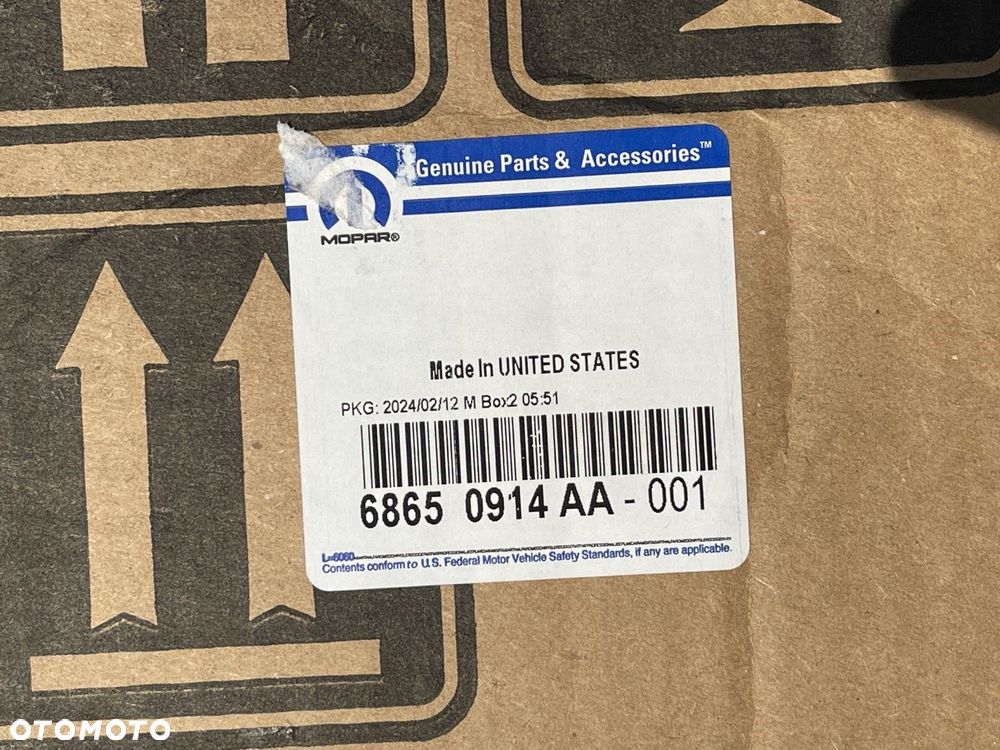 Genuine Parts & Accessories™
MOPAR®
Made In UNITED STATES
PKG: 2024/02/12 M Box2 05:51
6865 0914 AA - 001
L=6060
Contents conform to U.S. Federal Motor Vehicle Safety Standards, if any are applicable.
OTOMOTO